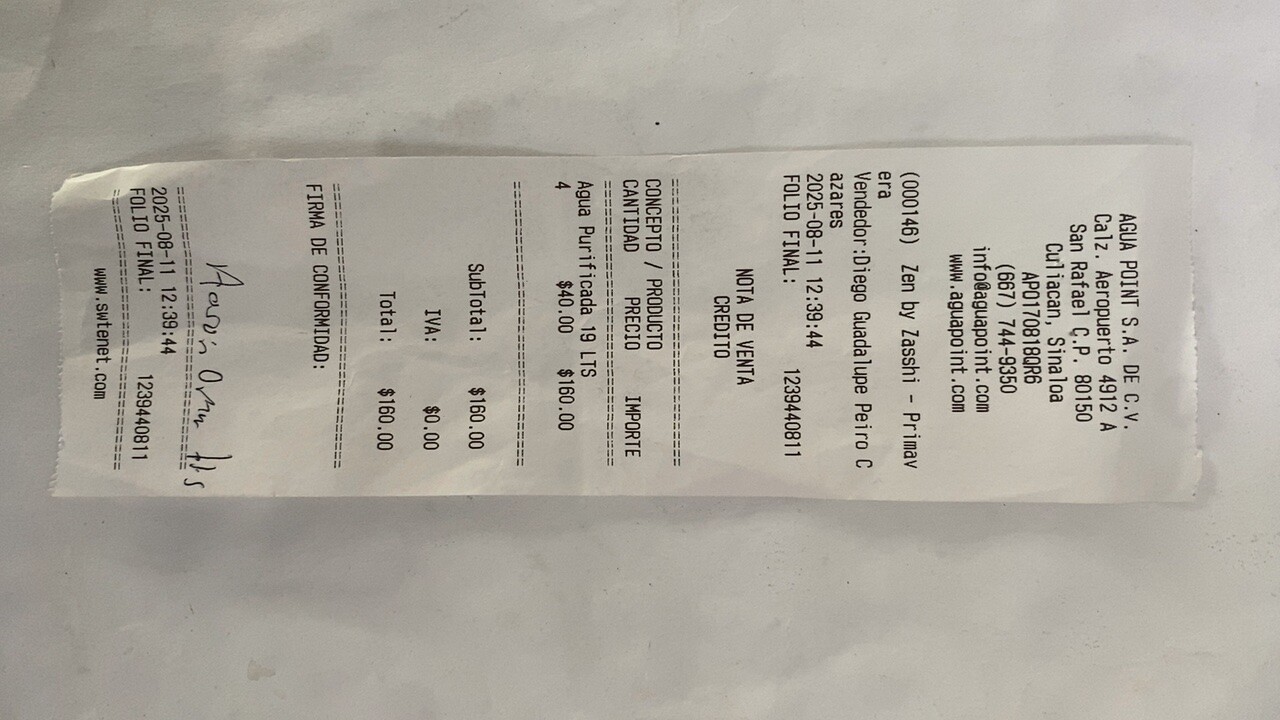 AGUA POINT S.A. DE C.V.
Calz. Aeropuerto 4912 A
San Rafael C.P. 80150
Culiacan, Sinaloa
APO170818QR6
(667) 744-9350
info@aguapoint.com
www.aguapoint.com
(000146) Zen by Zasshi - Primav
era
Vendedor:Diego Guadalupe Peiro C
azares
2025-08-11 12:39:44
FOLIO FINAL: 1239440811
NOTA DE VENTA
CREDITO
================================
CONCEPTO / PRODUCTO
CANTIDAD PRECIO IMPORTE
================================
Agua Purificada 19 LTS
4 $40.00 $160.00
================================
SubTotal: $160.00
IVA: $0.00
Total: $160.00
================================
FIRMA DE CONFORMIDAD:
================================
2025-08-11 12:39:44
FOLIO FINAL: 1239440811
================================
www.swtenet.com